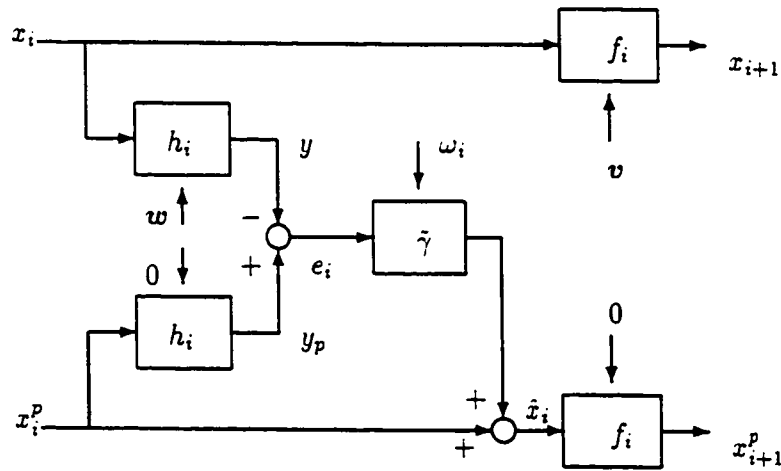 x_i
f_i
x_{i+1}
h_i
y
ω_i
v
w
−
γ̃
+
e_i
0
h_i
y_p
0
+
x̂_i
x_i^p
+
f_i
x_{i+1}^p